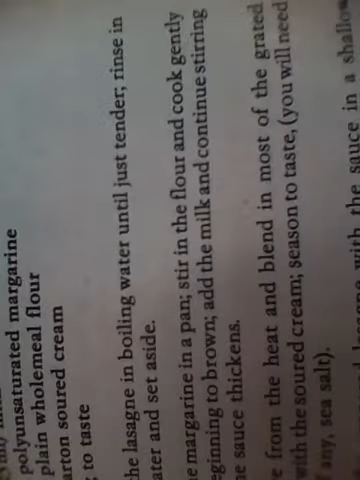 polyunsaturated margarine
plain wholemeal flour
arton soured cream
; to taste
he lasagne in boiling water until just tender; rinse in
ater and set aside.
e margarine in a pan; stir in the flour and cook gently
eginning to brown; add the milk and continue stirring
he sauce thickens.
e from the heat and blend in most of the grated
with the soured cream; season to taste, (you will need
any, sea salt).
with the sauce in a shallow